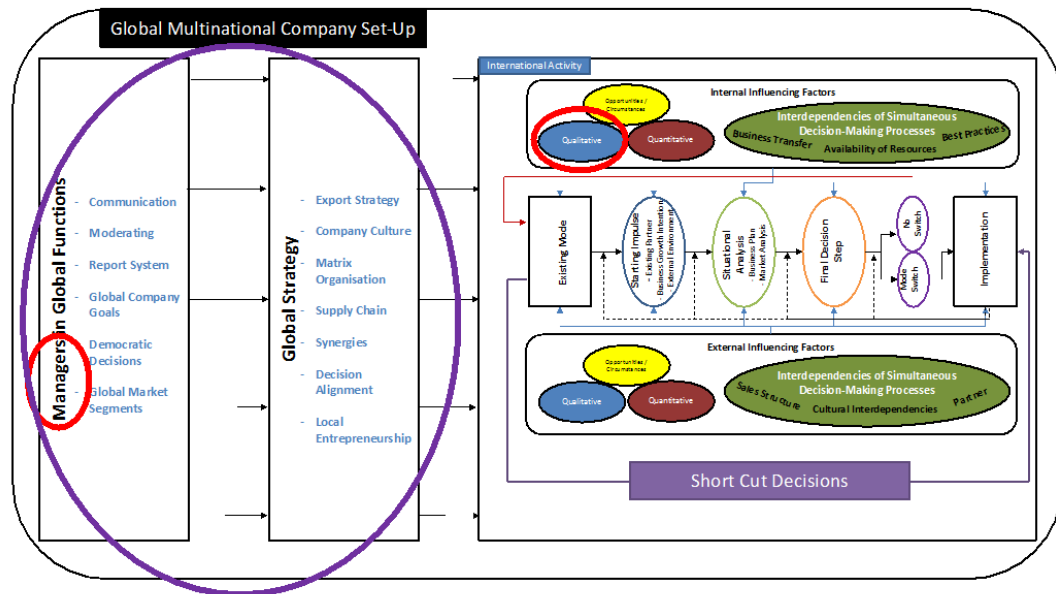 Global Multinational Company Set-Up
Managers in Global Functions
- Communication
- Moderating
- Report System
- Global Company
Goals
- Democratic
Decisions
- Global Market
Segments
Global Strategy
- Export Strategy
- Company Culture
- Matrix
Organisation
- Supply Chain
- Synergies
- Decision
Alignment
- Local
Entrepreneurship
International Activity
Internal Influencing Factors
Opportunities /
Circumstances
Qualitative
Quantitative
Interdependencies of Simultaneous
Decision-Making Processes
Business Transfer
Availability of Resources
Best Practices
Existing Mode
Starting Impulse
- Existing Partner
- Business Growth Intention
- External Environment
Situational
Analysis
- Business Plan
- Market Analysis
Final Decision
Step
No
Switch
Mode
Switch
Implementation
External Influencing Factors
Opportunities /
Circumstances
Qualitative
Quantitative
Interdependencies of Simultaneous
Decision-Making Processes
Sales Structure
Cultural Interdependencies
Partner
Short Cut Decisions